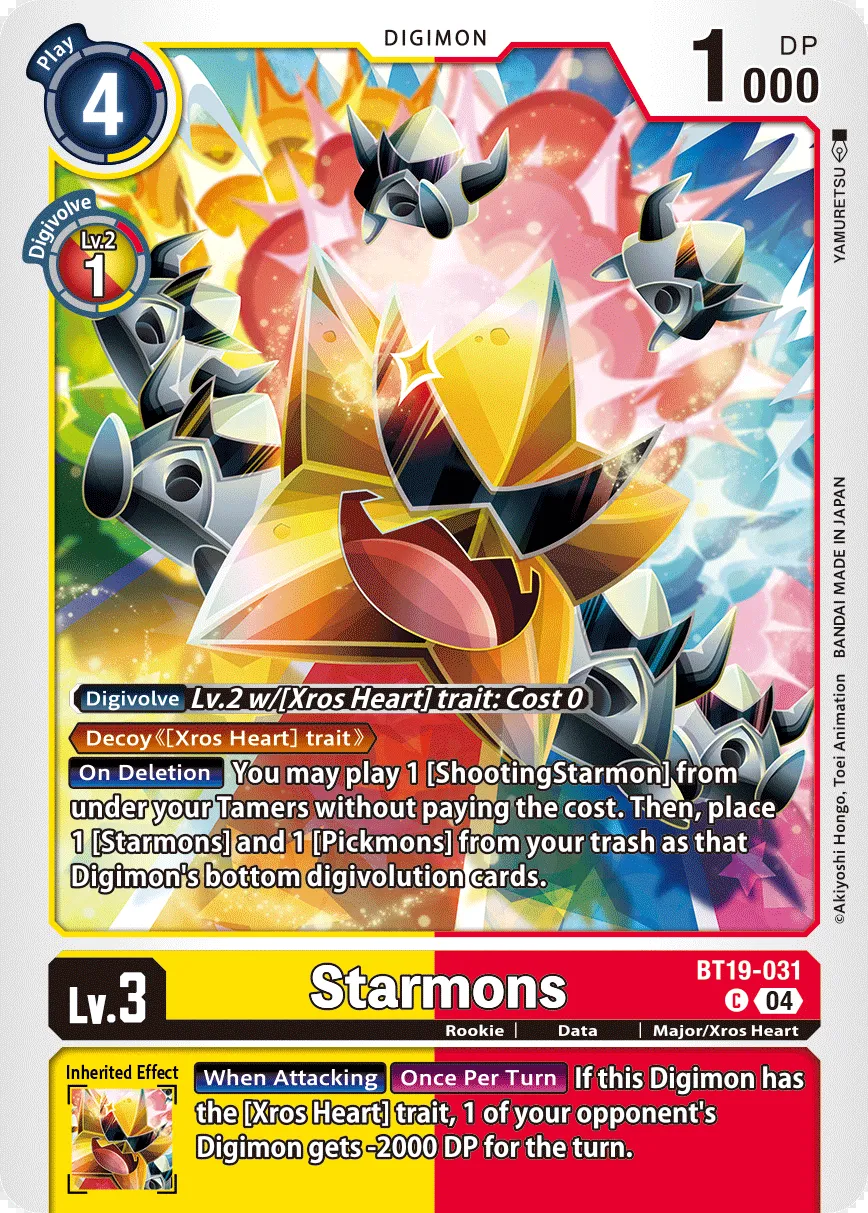 DIGIMON
Play
4
1000
DP
Digivolve
Lv.2
1
YAMURETSU
Digivolve Lv.2 w/[Xros Heart] trait: Cost 0
Decoy《[Xros Heart] trait》
On Deletion You may play 1 [ShootingStarmon] from
under your Tamers without paying the cost. Then, place
1 [Starmons] and 1 [Pickmons] from your trash as that
Digimon's bottom digivolution cards.
©Akiyoshi Hongo, Toei Animation BANDAI MADE IN JAPAN
Lv.3
Starmons
BT19-031
C 04
Rookie | Data | Major/Xros Heart
Inherited Effect
When Attacking Once Per Turn If this Digimon has
the [Xros Heart] trait, 1 of your opponent's
Digimon gets -2000 DP for the turn.